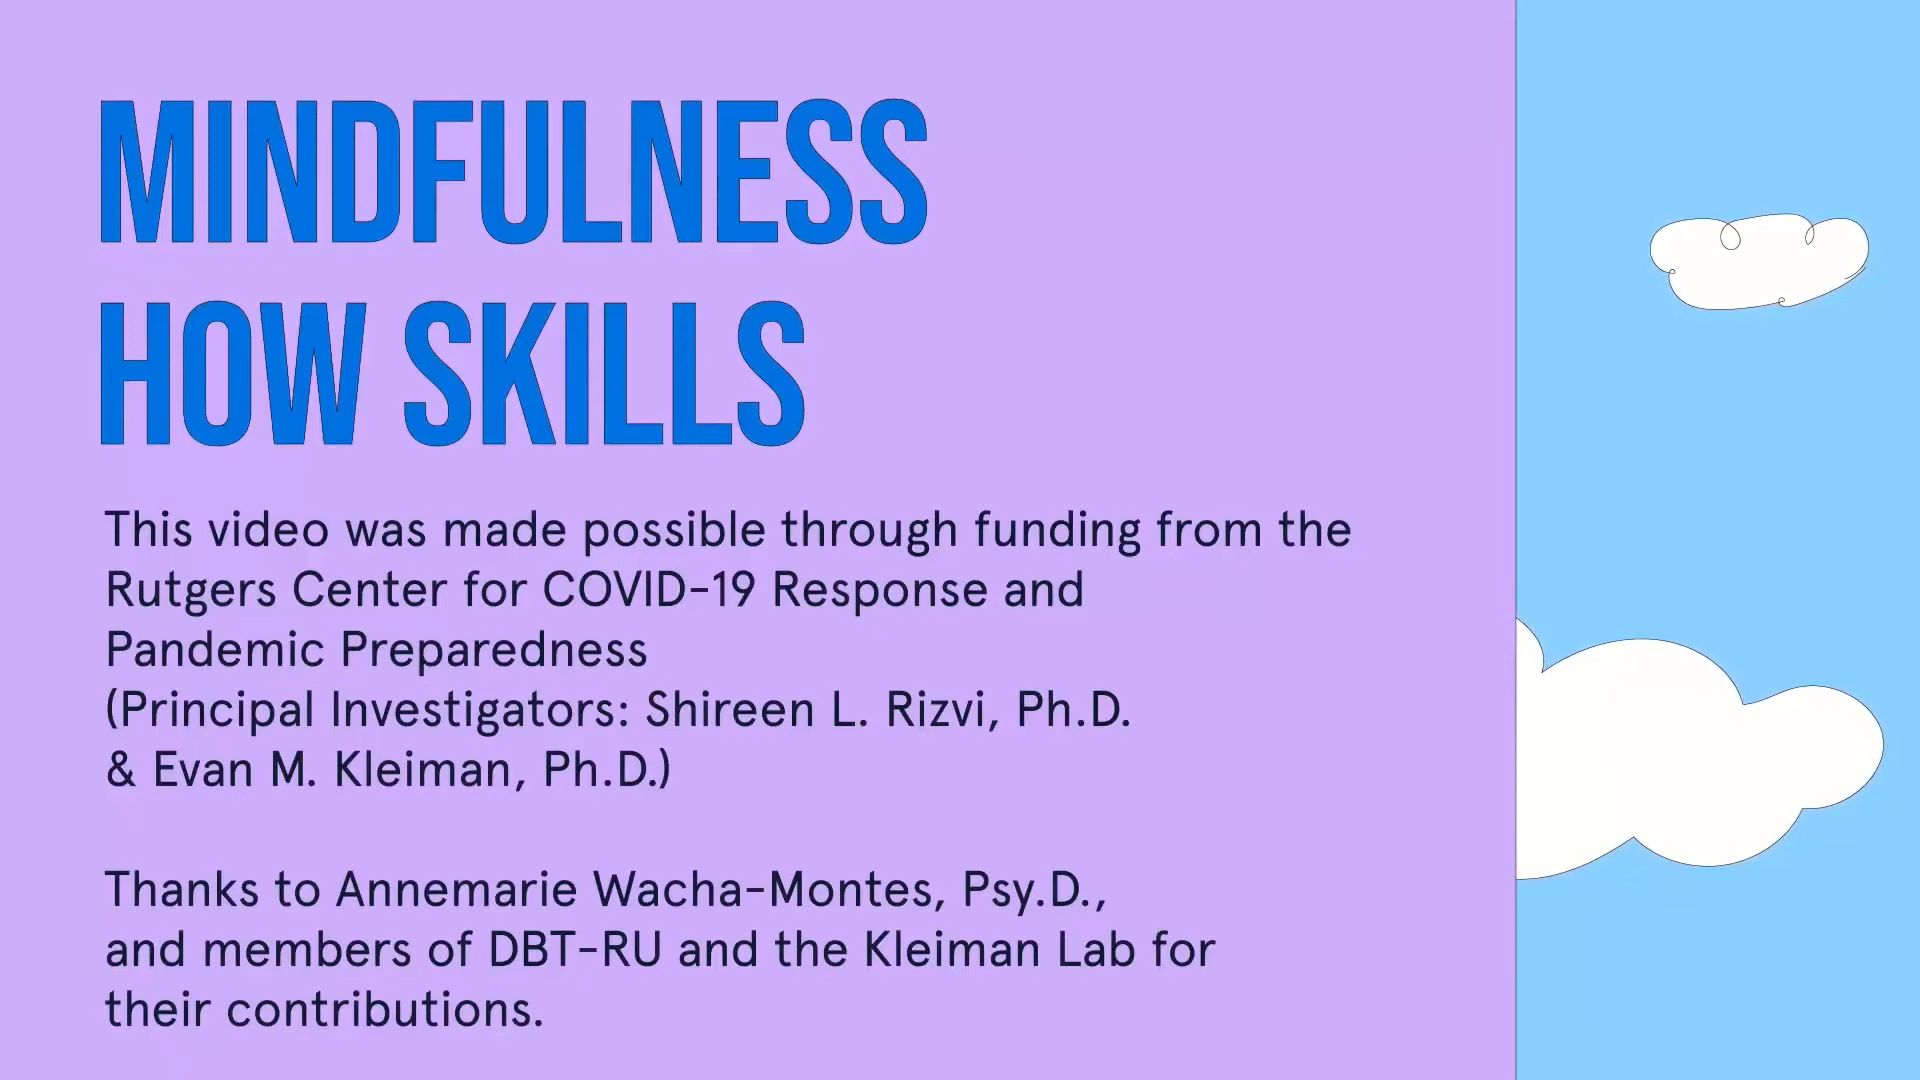 MINDFULNESS
HOW SKILLS
This video was made possible through funding from the
Rutgers Center for COVID-19 Response and
Pandemic Preparedness
(Principal Investigators: Shireen L. Rizvi, Ph.D.
& Evan M. Kleiman, Ph.D.)
Thanks to Annemarie Wacha-Montes, Psy.D.,
and members of DBT-RU and the Kleiman Lab for
their contributions.